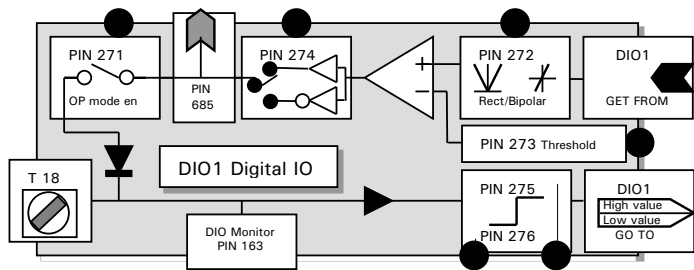 PIN 271
OP mode en
PIN
685
PIN 274
PIN 272
Rect/Bipolar
DIO1
GET FROM
PIN 273 Threshold
T 18
DIO1 Digital IO
DIO Monitor
PIN 163
PIN 275
PIN 276
DIO1
High value
Low value
GO TO